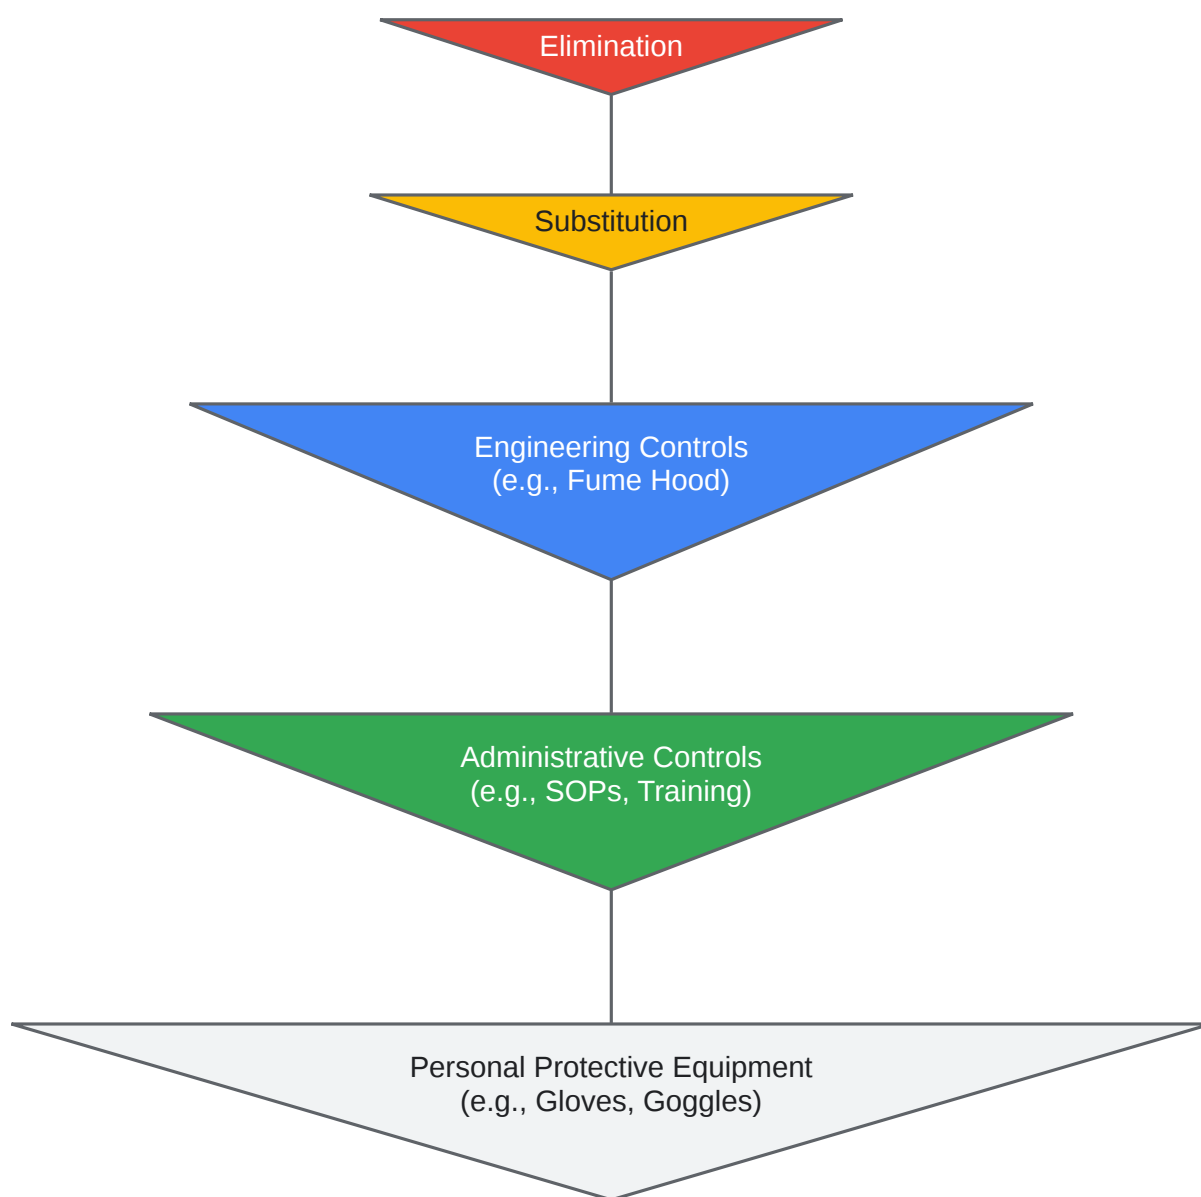 Elimination
Substitution
Engineering Controls
(e.g., Fume Hood)
Administrative Controls
(e.g., SOPs, Training)
Personal Protective Equipment
(e.g., Gloves, Goggles)